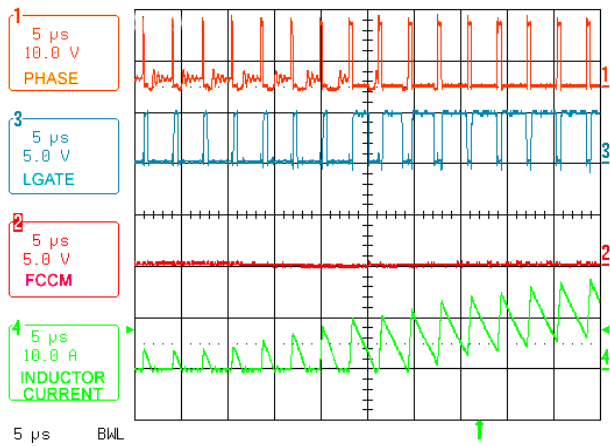 1
5 µs
10.0 V
PHASE
1
3
5 µs
5.0 V
LGATE
3
2
5 µs
5.0 V
FCCM
2
4
5 µs
10.0 A
INDUCTOR
CURRENT
4
5 µs BWL